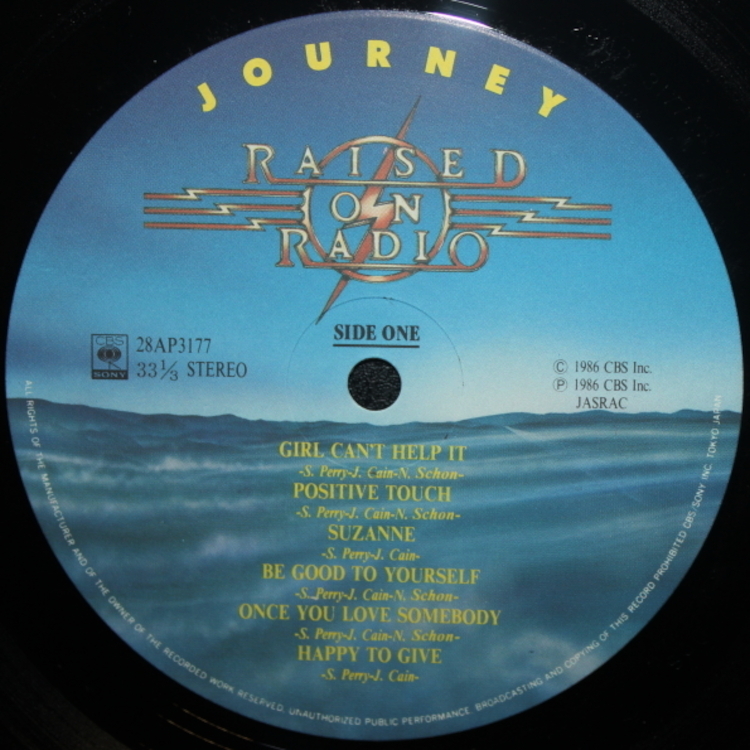 JOURNEY
RAISED
ON
RADIO
SIDE ONE
CBS
SONY
28AP3177
33 1/3 STEREO
Ⓒ 1986 CBS Inc.
Ⓟ 1986 CBS Inc.
JASRAC
GIRL CAN'T HELP IT
-S. Perry-J. Cain-N. Schon-
POSITIVE TOUCH
-S. Perry-J. Cain-N. Schon-
SUZANNE
-S. Perry-J. Cain-
BE GOOD TO YOURSELF
-S. Perry-J. Cain-N. Schon-
ONCE YOU LOVE SOMEBODY
-S. Perry-J. Cain-N. Schon-
HAPPY TO GIVE
-S. Perry-J. Cain-
ALL RIGHTS OF THE MANUFACTURER AND OF THE OWNER OF THE RECORDED WORK RESERVED. UNAUTHORIZED PUBLIC PERFORMANCE, BROADCASTING AND COPYING OF THIS RECORD PROHIBITED CBS/SONY INC. TOKYO JAPAN